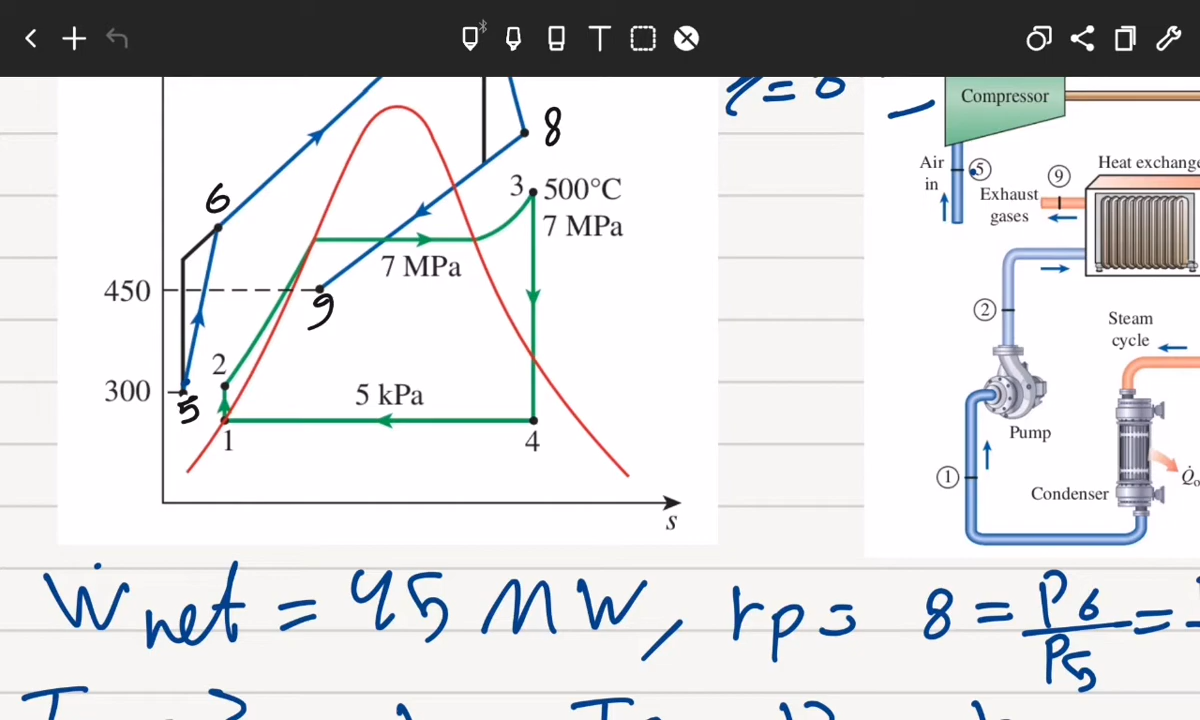 T
η = 8
8
Compressor
6
3 500°C
7 MPa
7 MPa
Air
in
5
Exhaust
gases
9
Heat exchange
450
9
2
Steam
cycle
2
300
5
5 kPa
1
4
Pump
1
Condenser
Q̇o
s
Ẇnet = 45 MW, rp = 8 = P6/P5 =